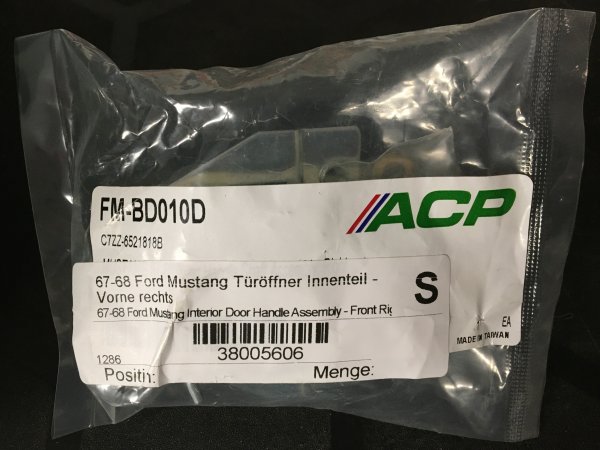 FM-BD010D
ACP
C7ZZ-6521818B
67-68 Ford Mustang Türöffner Innenteil -
Vorne rechts
S
67-68 Ford Mustang Interior Door Handle Assembly - Front
38005606
1286
Positin:
Menge:
EA
MADE IN TAIWAN